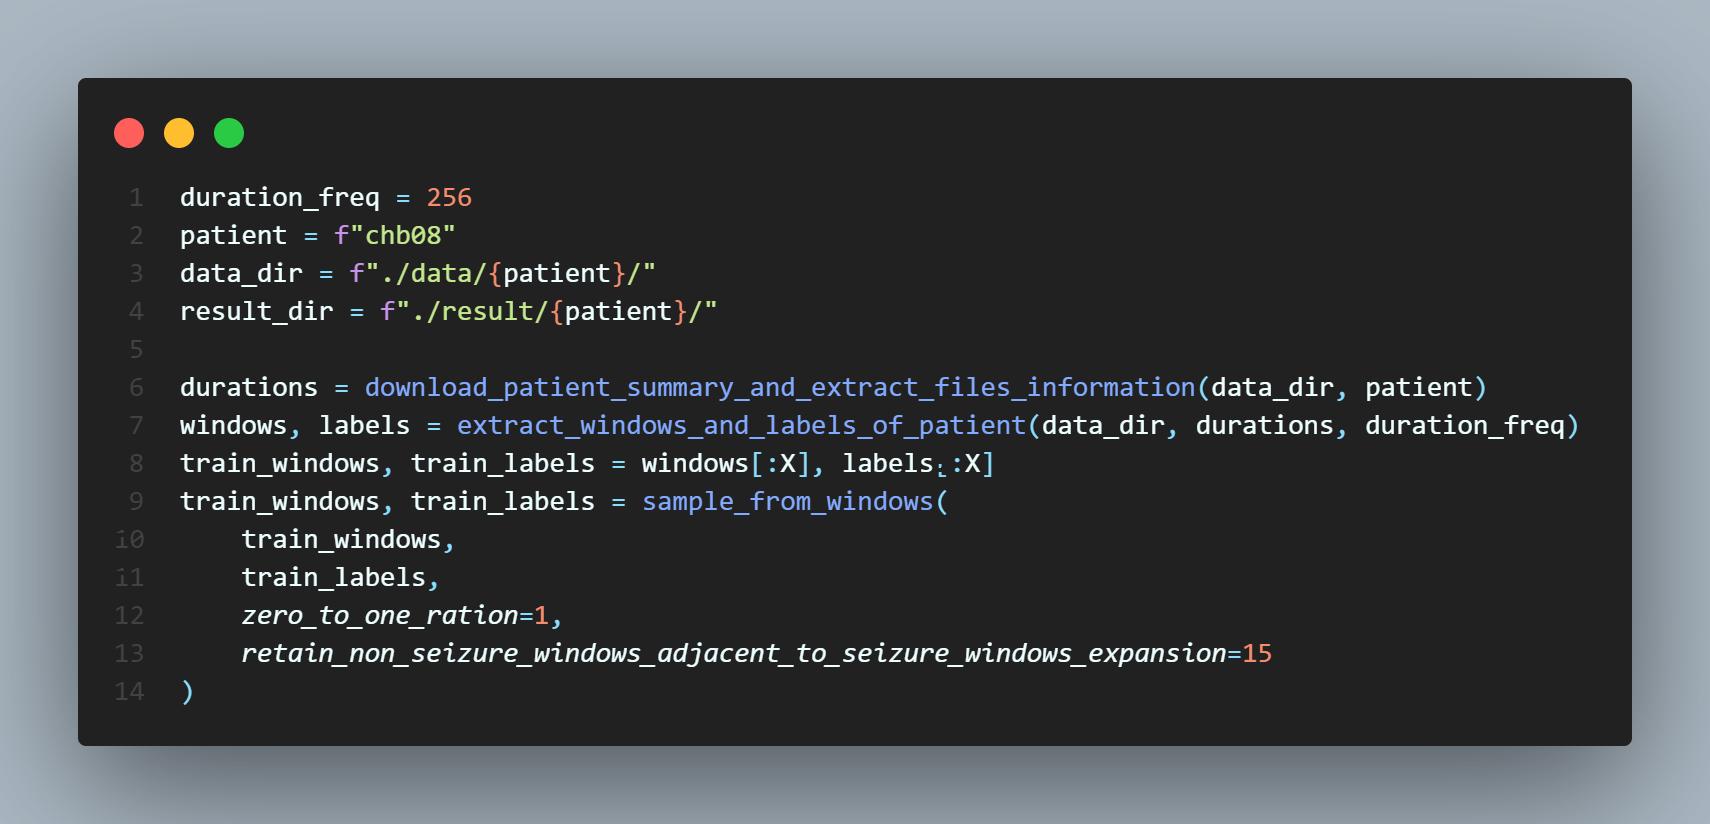 1 duration_freq = 256
2 patient = f"chb08"
3 data_dir = f"./data/{patient}/"
4 result_dir = f"./result/{patient}/"
5
6 durations = download_patient_summary_and_extract_files_information(data_dir, patient)
7 windows, labels = extract_windows_and_labels_of_patient(data_dir, durations, duration_freq)
8 train_windows, train_labels = windows[:X], labels[:X]
9 train_windows, train_labels = sample_from_windows(
10     train_windows,
11     train_labels,
12     zero_to_one_ration=1,
13     retain_non_seizure_windows_adjacent_to_seizure_windows_expansion=15
14 )